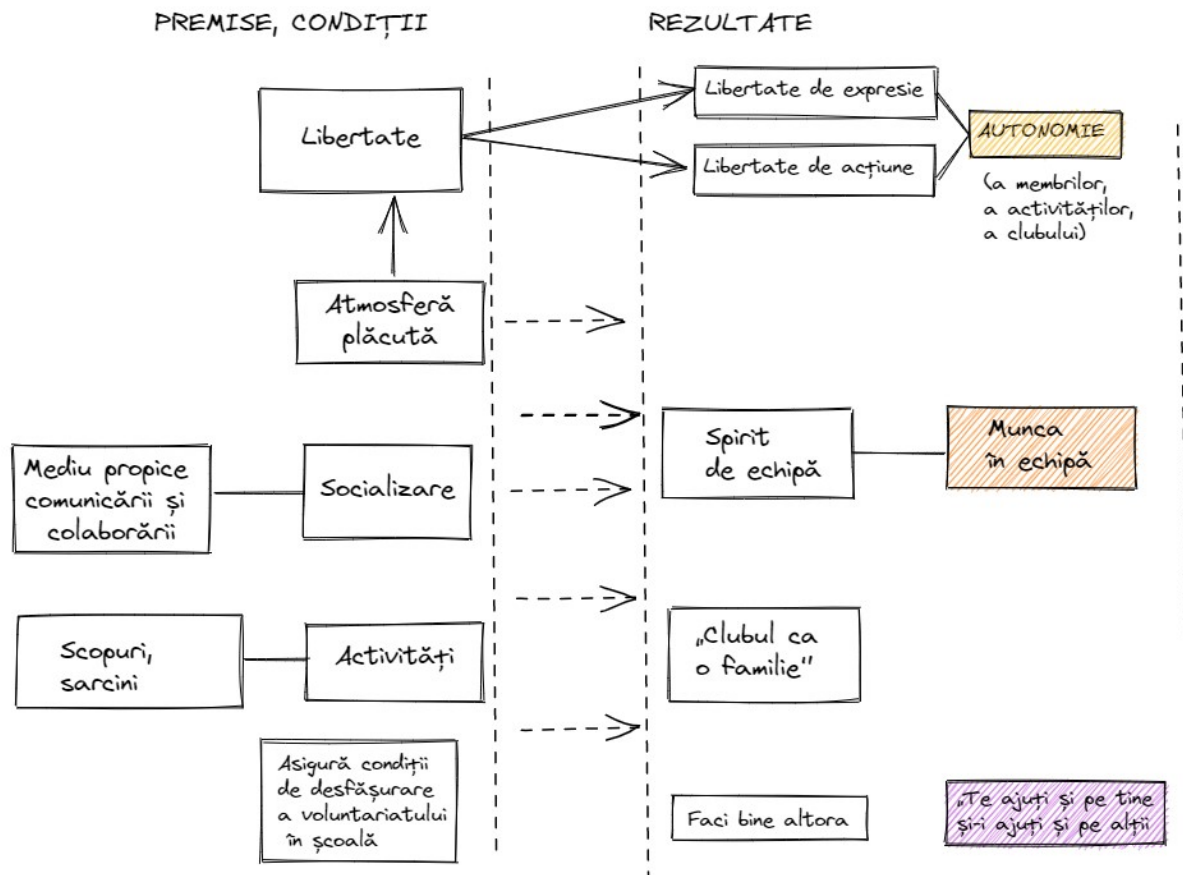 PREMISE, CONDIȚII
REZULTATE
Libertate
Libertate de expresie
Libertate de acțiune
AUTONOMIE
(a membrilor,
a activităților,
a clubului)
Atmosferă
plăcută
Mediu propice
comunicării și
colaborării
Socializare
Spirit
de echipă
Munca
în echipă
Scopuri,
sarcini
Activități
„Clubul ca
o familie"
Asigură condiții
de desfășurare
a voluntariatului
în școală
Faci bine altora
„Te ajuți și pe tine
și-i ajuți și pe alții